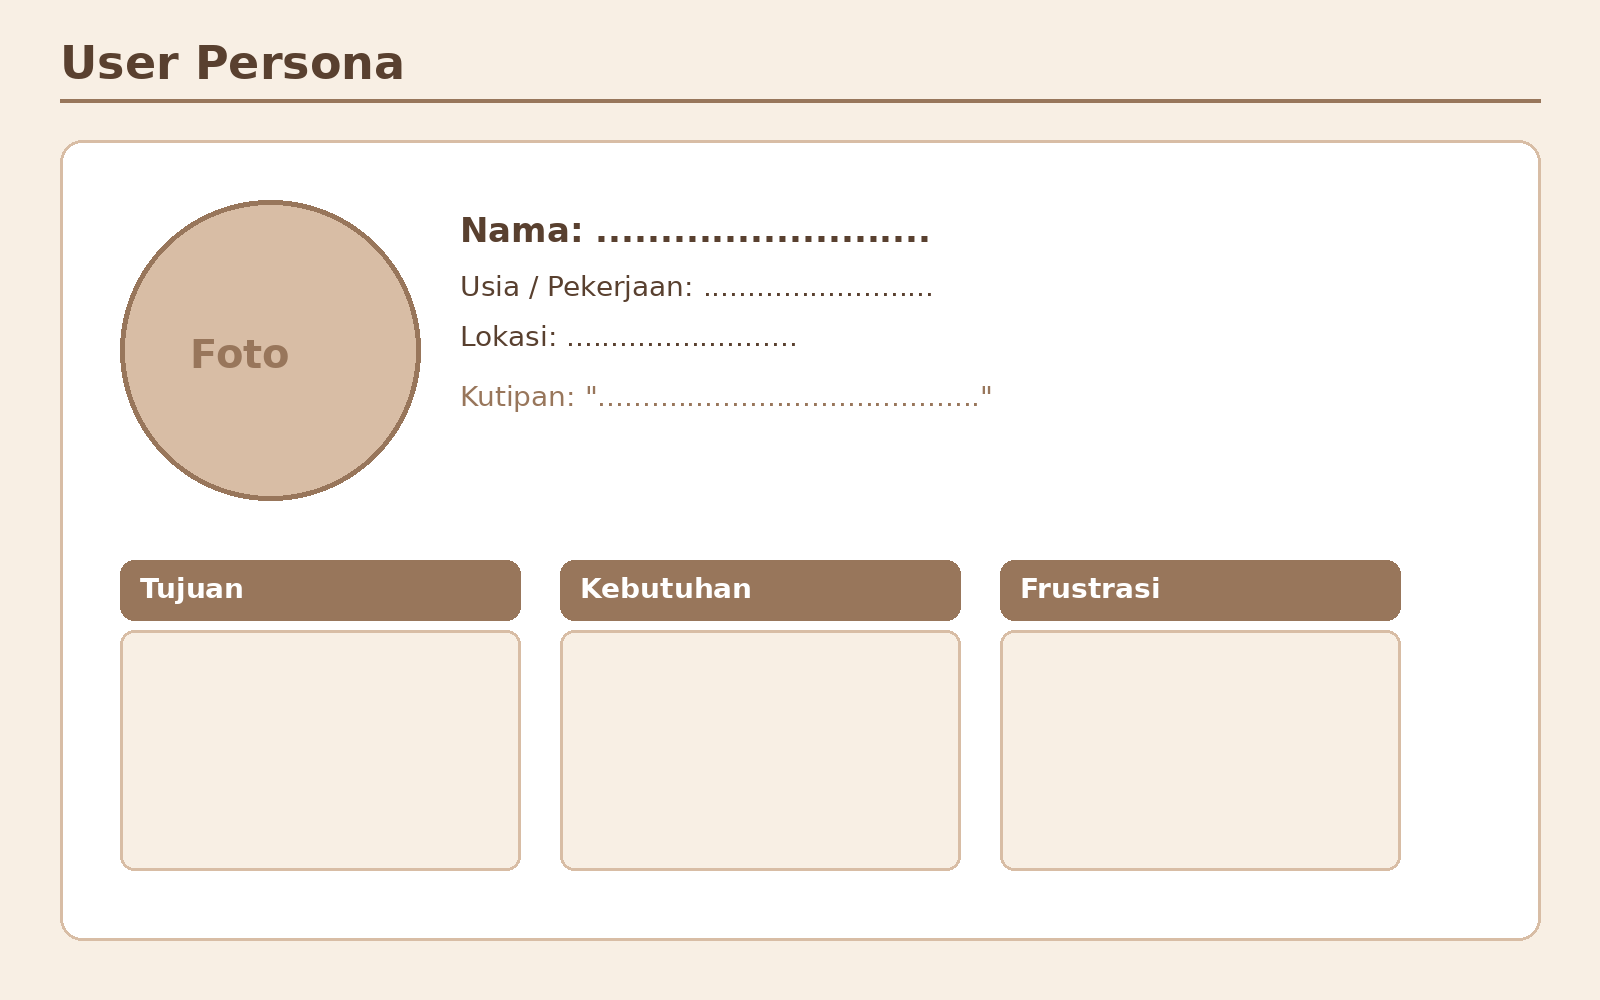 User Persona
Foto
Nama: ..........................
Usia / Pekerjaan: ..........................
Lokasi: ..........................
Kutipan: "..........................................."
Tujuan
Kebutuhan
Frustrasi